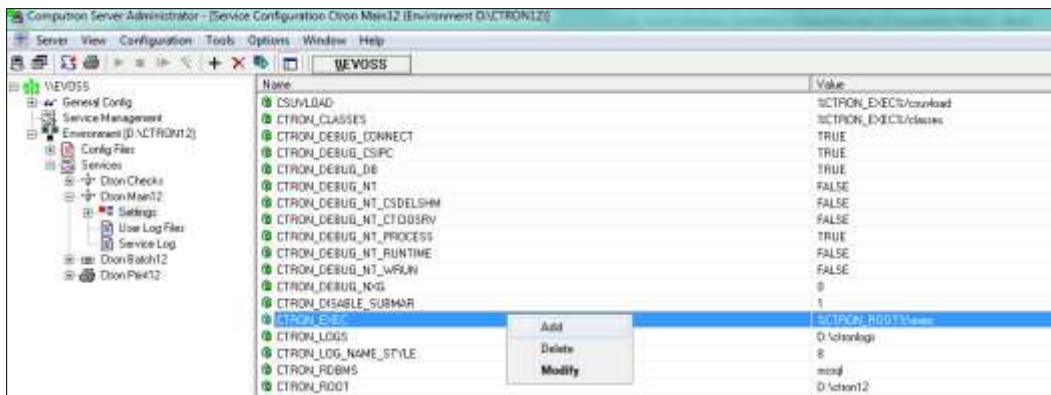 Computron Server Administrator - [Service Configuration Ctron Main12 (Environment D:\CTRON12)]
Server View Configuration Tools Options Window Help
\\EVOSS
\\EVOSS
General Config
Service Management
Environment (D:\CTRON12)
Config Files
Services
Ctron Checks
Ctron Main12
Settings
User Log Files
Service Log
Ctron Batch12
Ctron Print12
Name Value
CSUVLOAD %CTRON_EXEC%/csuvload
CTRON_CLASSES %CTRON_EXEC%/classes
CTRON_DEBUG_CONNECT TRUE
CTRON_DEBUG_CSIPC TRUE
CTRON_DEBUG_DB TRUE
CTRON_DEBUG_NT FALSE
CTRON_DEBUG_NT_CSDELSHM FALSE
CTRON_DEBUG_NT_CTODSRV FALSE
CTRON_DEBUG_NT_PROCESS TRUE
CTRON_DEBUG_NT_RUNTIME FALSE
CTRON_DEBUG_NT_WRUN FALSE
CTRON_DEBUG_NXG 0
CTRON_DISABLE_SUBMAR 1
CTRON_EXEC %CTRON_ROOT%\exec
CTRON_LOGS D:\ctronlogs
CTRON_LOG_NAME_STYLE 8
CTRON_RDBMS mssql
CTRON_ROOT D:\ctron12
Add
Delete
Modify